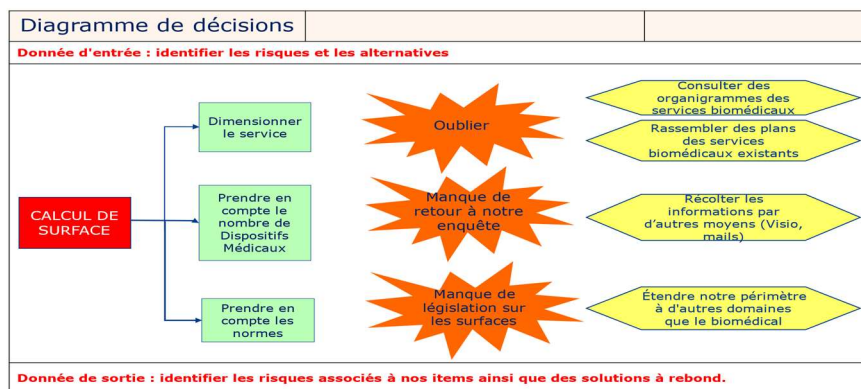 Diagramme de décisions
Donnée d'entrée : identifier les risques et les alternatives
CALCUL DE
SURFACE
Dimensionner
le service
Oublier
Consulter des
organigrammes des
services biomédicaux
Rassembler des plans
des services
biomédicaux existants
Prendre en
compte le
nombre de
Dispositifs
Médicaux
Manque de
retour à notre
enquête
Récolter les
informations par
d'autres moyens (Visio,
mails)
Prendre en
compte les
normes
Manque de
législation sur
les surfaces
Étendre notre périmètre
à d'autres domaines
que le biomédical
Donnée de sortie : identifier les risques associés à nos items ainsi que des solutions à rebond.